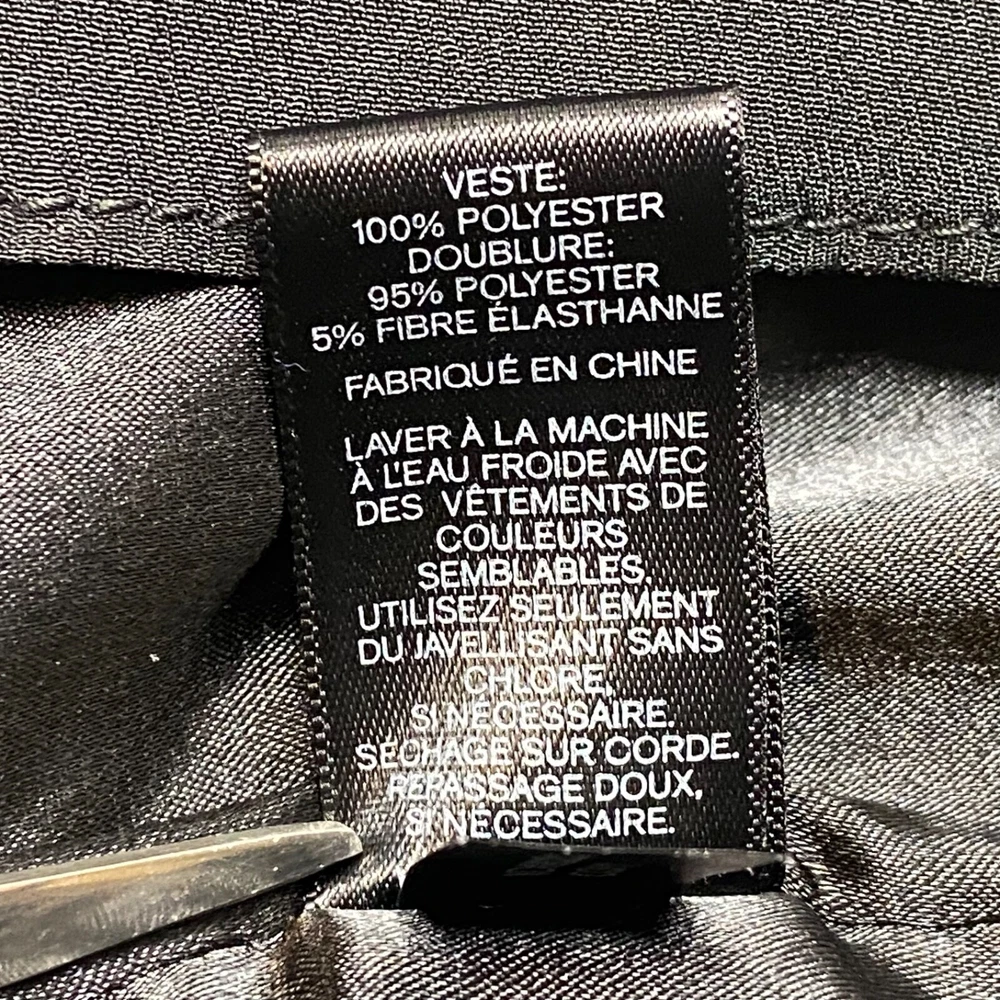 VESTE:
100% POLYESTER
DOUBLURE:
95% POLYESTER
5% FIBRE ÉLASTHANNE
FABRIQUÉ EN CHINE
LAVER À LA MACHINE
À L'EAU FROIDE AVEC
DES VÊTEMENTS DE
COULEURS
SEMBLABLES.
UTILISEZ SEULEMENT
DU JAVELLISANT SANS
CHLORE,
SI NÉCESSAIRE.
SÉCHAGE SUR CORDE.
REPASSAGE DOUX,
SI NÉCESSAIRE.